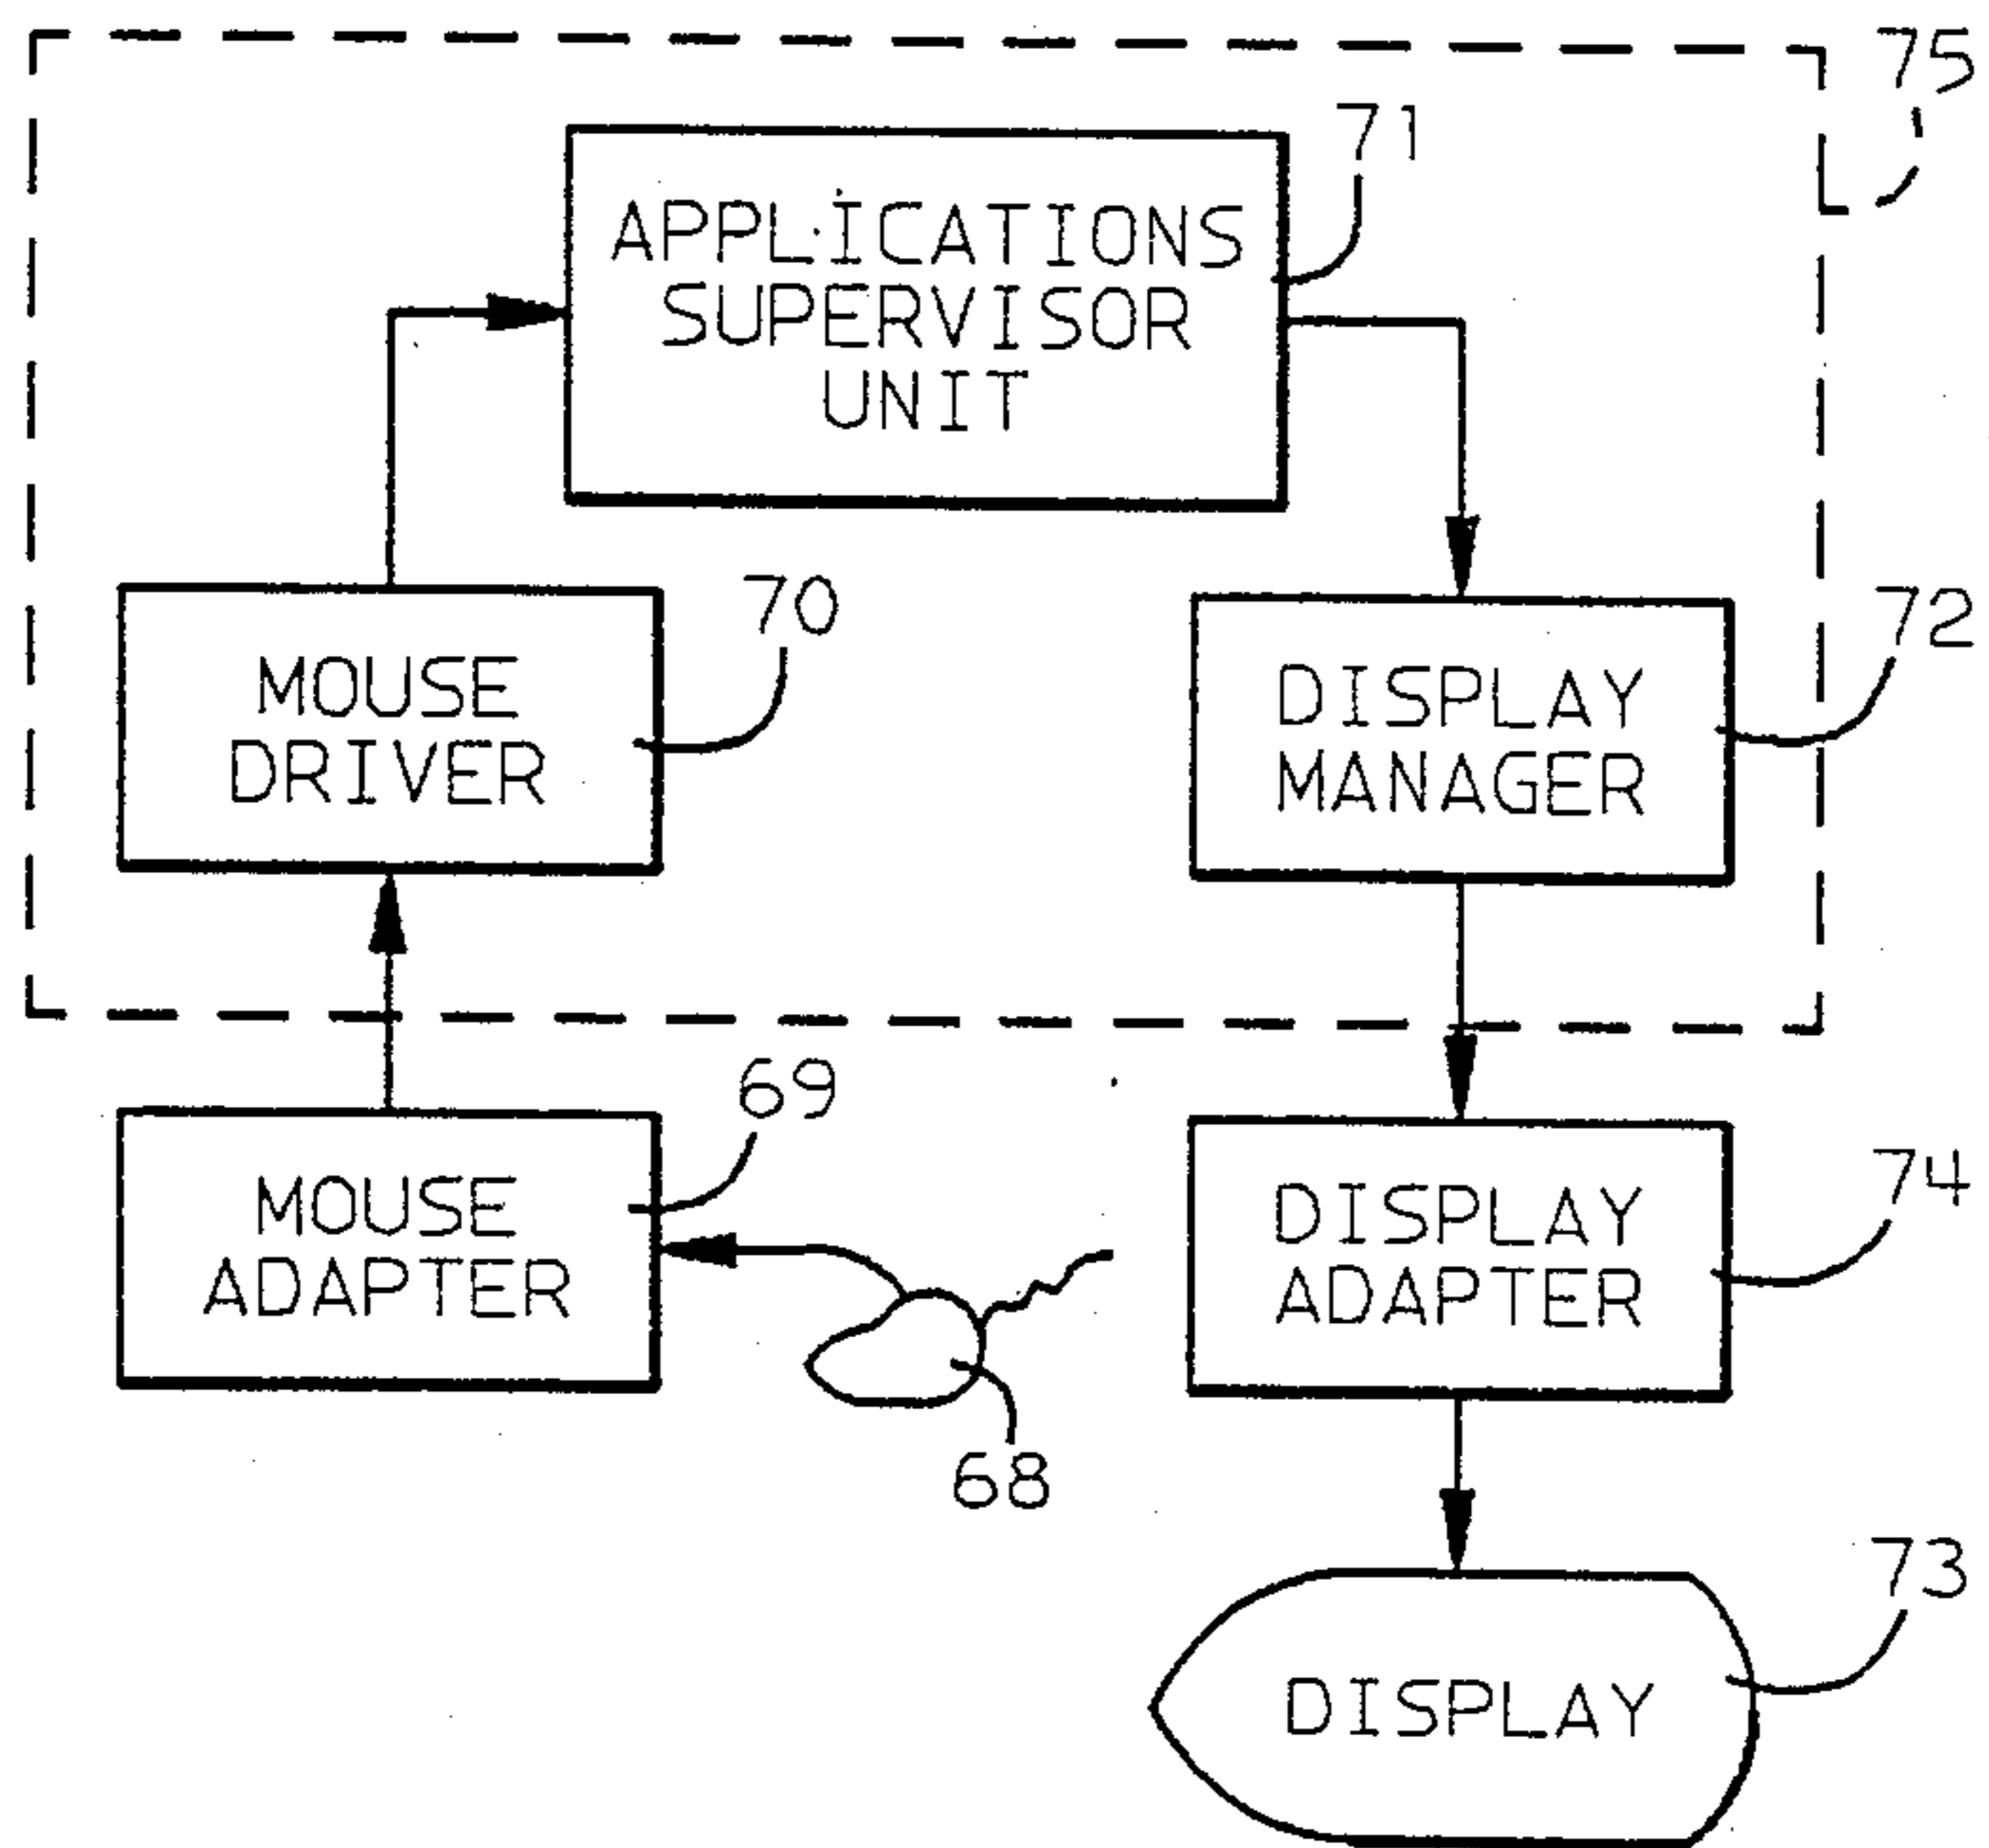 75
71
APPLICATIONS
SUPERVISOR
UNIT
70
72
MOUSE
DRIVER
DISPLAY
MANAGER
69
74
MOUSE
ADAPTER
DISPLAY
ADAPTER
68
73
DISPLAY